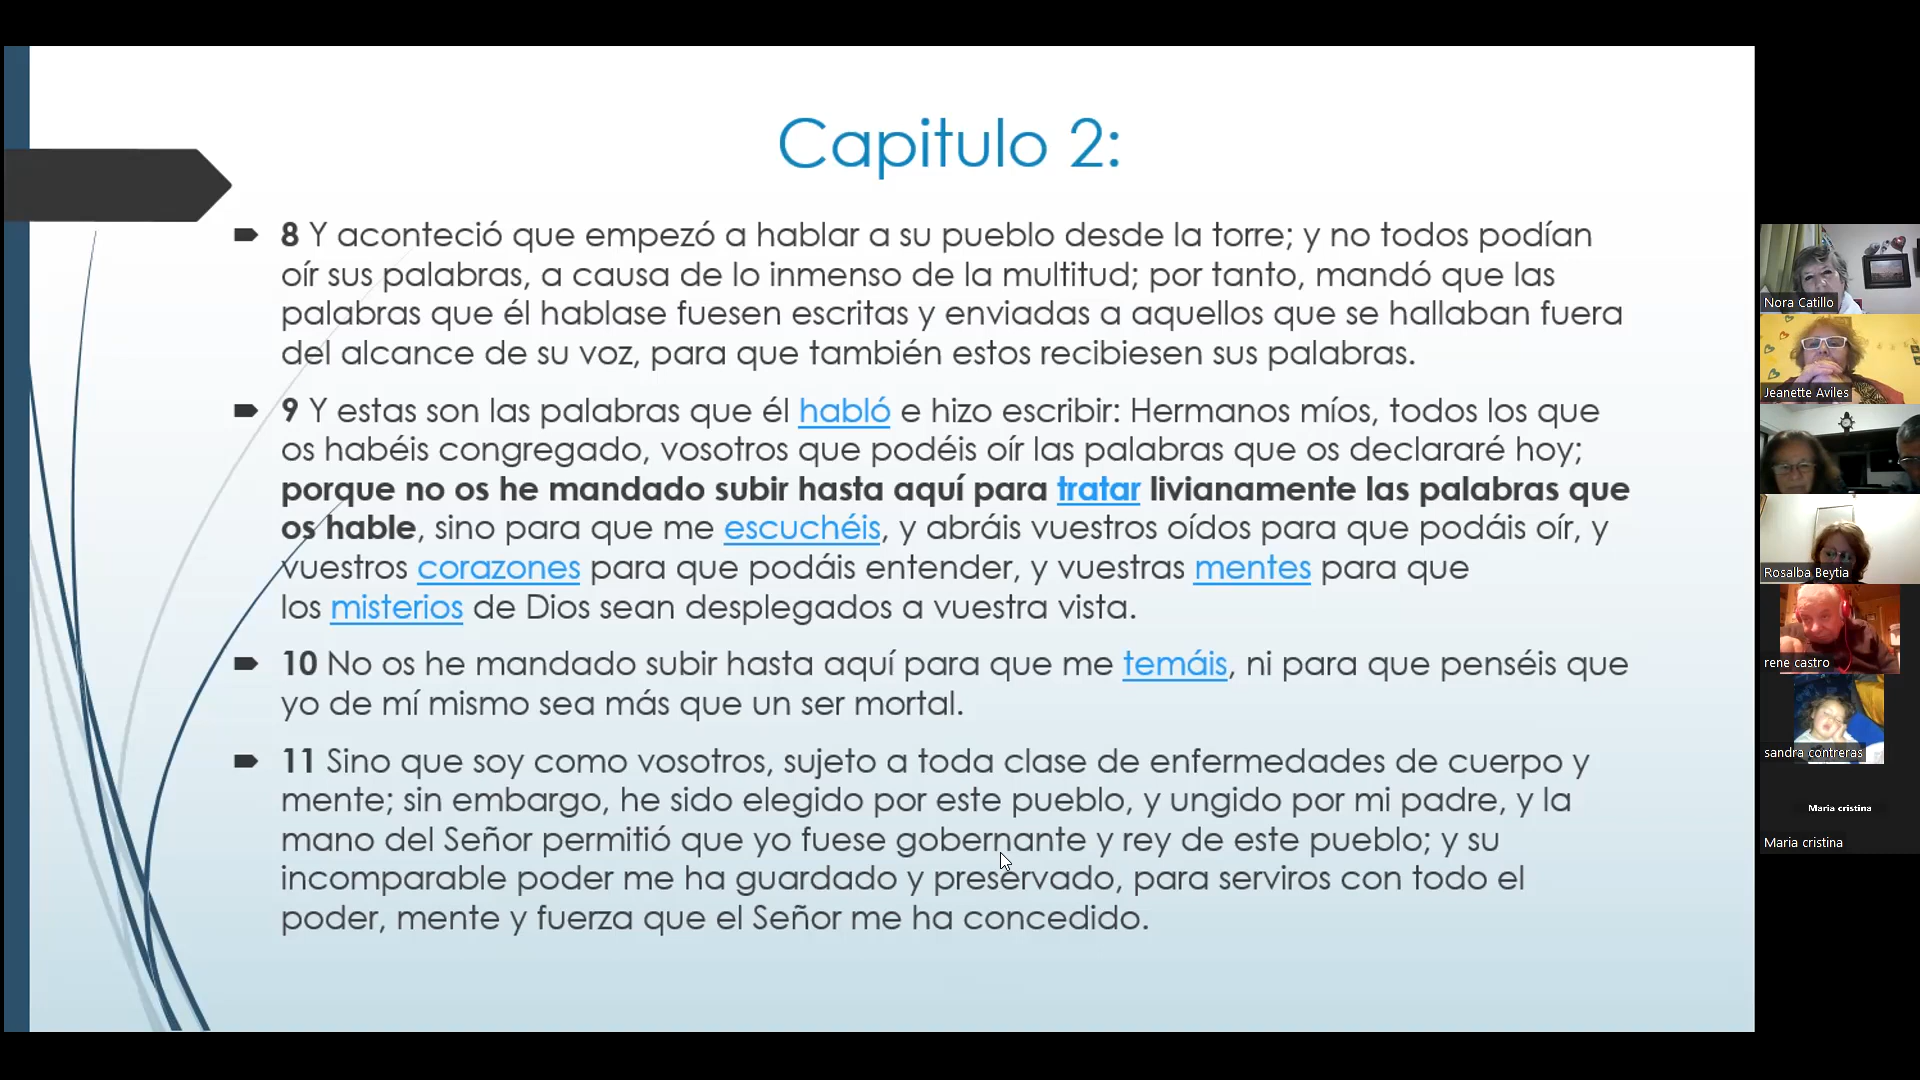 Capitulo 2:
8 Y aconteció que empezó a hablar a su pueblo desde la torre; y no todos podían
oír sus palabras, a causa de lo inmenso de la multitud; por tanto, mandó que las
palabras que él hablase fuesen escritas y enviadas a aquellos que se hallaban fuera
del alcance de su voz, para que también estos recibiesen sus palabras.
9 Y estas son las palabras que él habló e hizo escribir: Hermanos míos, todos los que
os habéis congregado, vosotros que podéis oír las palabras que os declararé hoy;
porque no os he mandado subir hasta aquí para tratar livianamente las palabras que
os hable, sino para que me escuchéis, y abráis vuestros oídos para que podáis oír, y
vuestros corazones para que podáis entender, y vuestras mentes para que
los misterios de Dios sean desplegados a vuestra vista.
10 No os he mandado subir hasta aquí para que me temáis, ni para que penséis que
yo de mí mismo sea más que un ser mortal.
11 Sino que soy como vosotros, sujeto a toda clase de enfermedades de cuerpo y
mente; sin embargo, he sido elegido por este pueblo, y ungido por mi padre, y la
mano del Señor permitió que yo fuese gobernante y rey de este pueblo; y su
incomparable poder me ha guardado y preservado, para serviros con todo el
poder, mente y fuerza que el Señor me ha concedido.
Nora Catillo
Jeanette Aviles
Rosalba Beytia
rene castro
sandra contreras
Maria cristina
Maria cristina